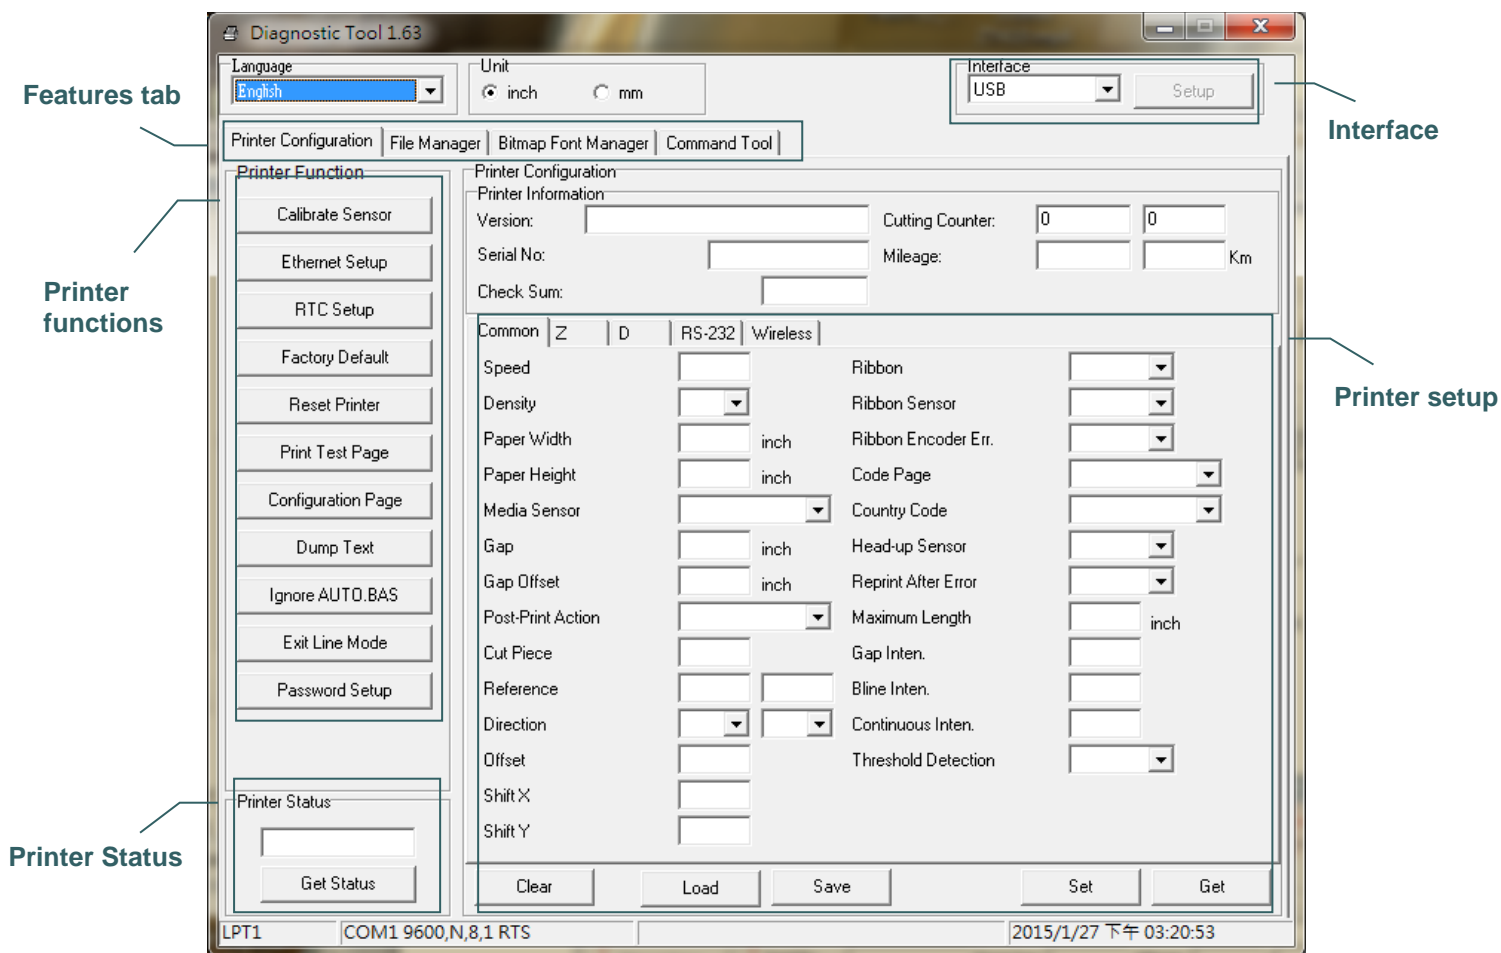 Diagnostic Tool 1.63
Language
English
Unit
inch
mm
Interface
USB
Setup
Features tab
Interface
Printer Configuration
File Manager
Bitmap Font Manager
Command Tool
Printer Function
Calibrate Sensor
Ethernet Setup
RTC Setup
Factory Default
Reset Printer
Print Test Page
Configuration Page
Dump Text
Ignore AUTO.BAS
Exit Line Mode
Password Setup
Printer
functions
Printer Configuration
Printer Information
Version:
Cutting Counter: 0 0
Serial No:
Mileage: Km
Check Sum:
Common Z D RS-232 Wireless
Speed
Ribbon
Density
Ribbon Sensor
Paper Width inch
Ribbon Encoder Err.
Paper Height inch
Code Page
Media Sensor
Country Code
Gap inch
Head-up Sensor
Gap Offset inch
Reprint After Error
Post-Print Action
Maximum Length inch
Cut Piece
Gap Inten.
Reference
Bline Inten.
Direction
Continuous Inten.
Offset
Threshold Detection
Shift X
Shift Y
Printer setup
Printer Status
Get Status
Printer Status
Clear
Load
Save
Set
Get
LPT1
COM1 9600,N,8,1 RTS
2015/1/27 下午 03:20:53